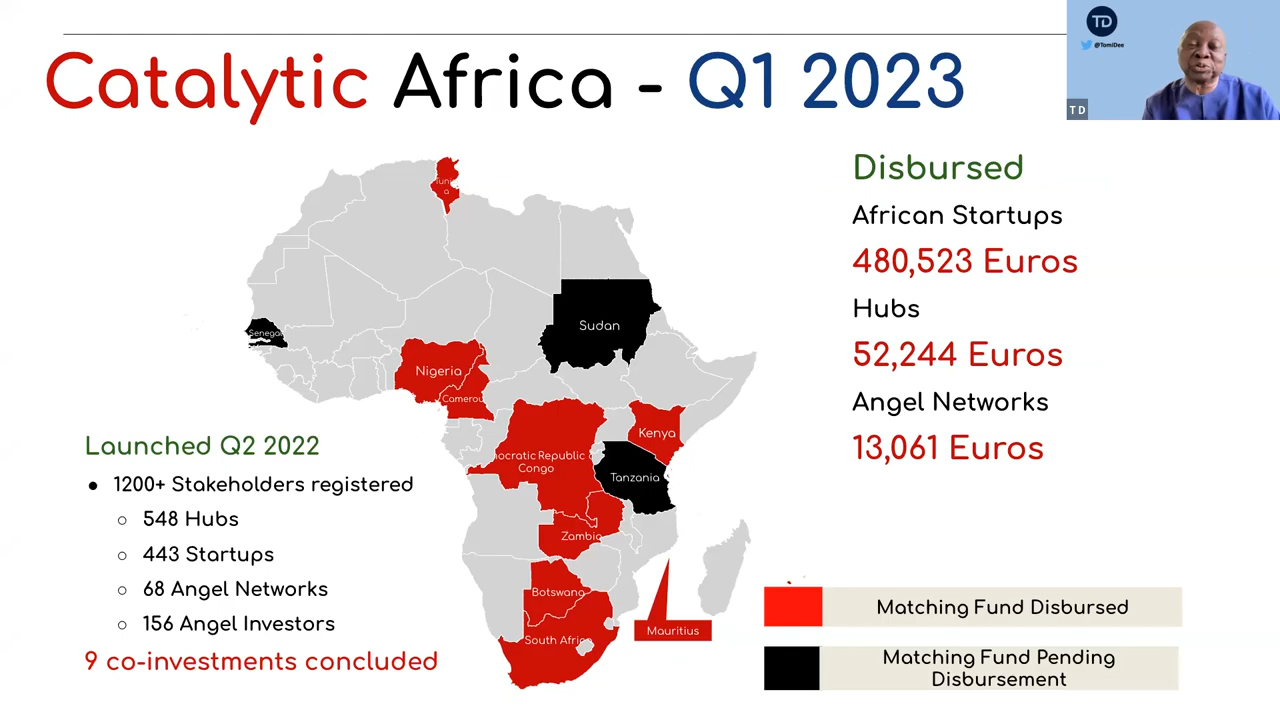 Catalytic Africa - Q1 2023
TD
@TomiDee
T D
Disbursed
African Startups
480,523 Euros
Hubs
52,244 Euros
Angel Networks
13,061 Euros
Tuni
a
Senega
Sudan
Nigeria
Camerou
Kenya
ocratic Republic
Congo
Tanzania
Zambia
Botswana
South Africa
Mauritius
Launched Q2 2022
● 1200+ Stakeholders registered
○ 548 Hubs
○ 443 Startups
○ 68 Angel Networks
○ 156 Angel Investors
9 co-investments concluded
Matching Fund Disbursed
Matching Fund Pending
Disbursement